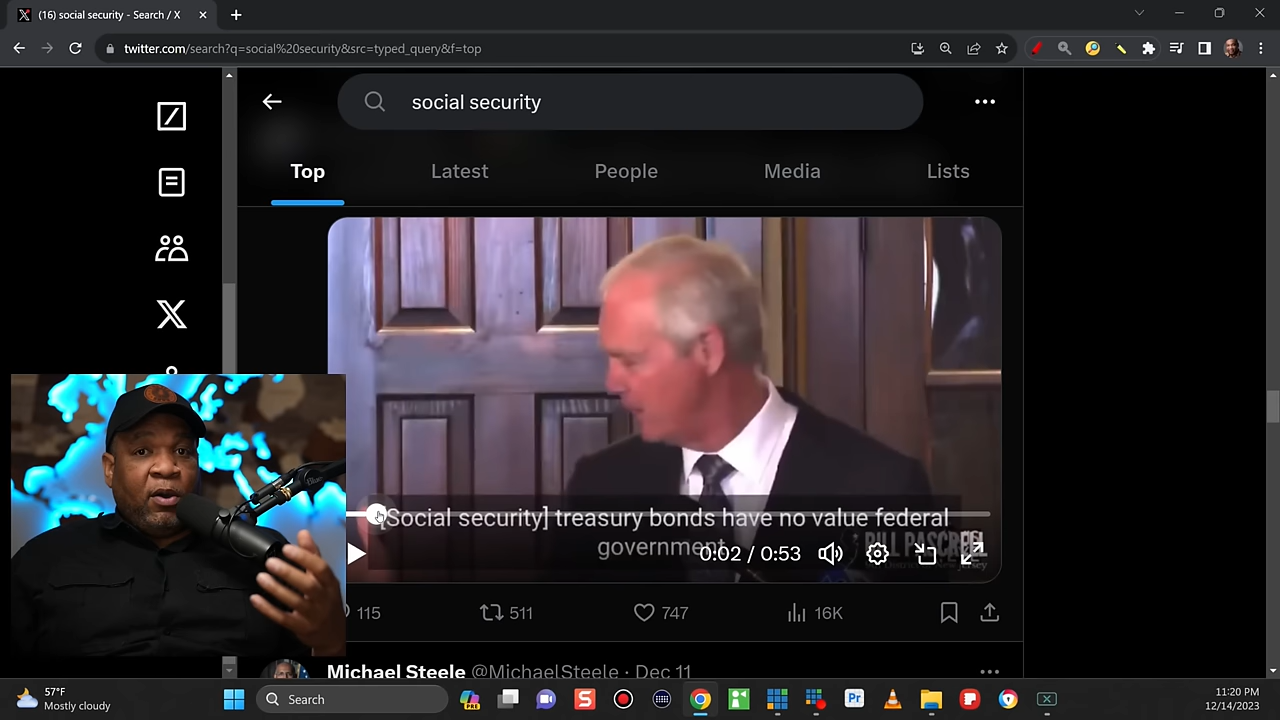 (16) social security - Search / X
twitter.com/search?q=social%20security&src=typed_query&f=top
social security
Top Latest People Media Lists
[Social security] treasury bonds have no value federal
government
0:02 / 0:53
BILL PASCRELL
115 511 747 16K
Michael Steele @MichaelSteele · Dec 11
57°F
Mostly cloudy
Search
11:20 PM
12/14/2023